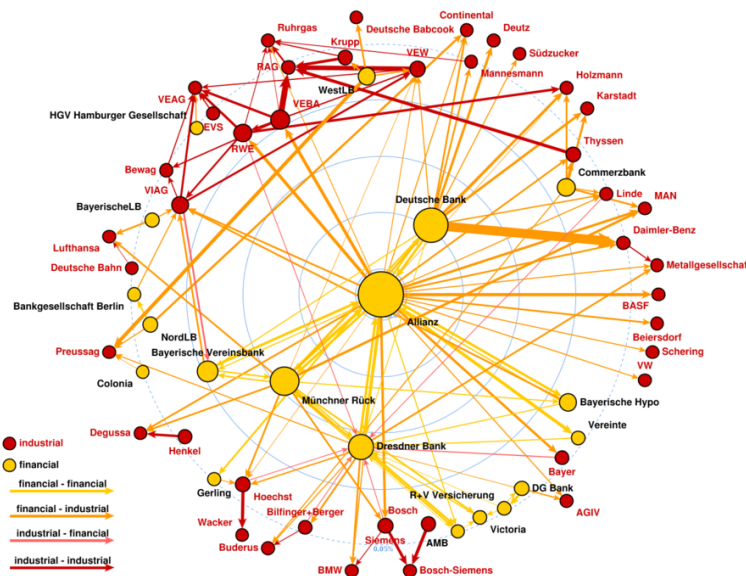 Ruhrgas
Continental
Deutsche Babcook
Deutz
Krupp
VEW
Südzucker
RAG
Mannesmann
WestLB
Holzmann
VEAG
VEBA
Karstadt
HGV Hamburger Gesellschaft
EVS
RWE
Thyssen
Commerzbank
Bewag
VIAG
Deutsche Bank
Linde
MAN
BayerischeLB
Daimler-Benz
Lufthansa
Metallgesellschaft
Deutsche Bahn
Bankgesellschaft Berlin
BASF
Allianz
Beiersdorf
NordLB
Preussag
Bayerische Vereinsbank
Schering
VW
Colonia
Münchner Rück
Bayerische Hypo
Vereinte
Degussa
Henkel
Dresdner Bank
Bayer
industrial
financial
financial - financial
financial - industrial
industrial - financial
industrial - industrial
Gerling
Hoechst
R+V Versicherung
DG Bank
AGIV
Wacker
Bilfinger+Berger
Bosch
Victoria
Buderus
Siemens
AMB
0.05%
BMW
Bosch-Siemens